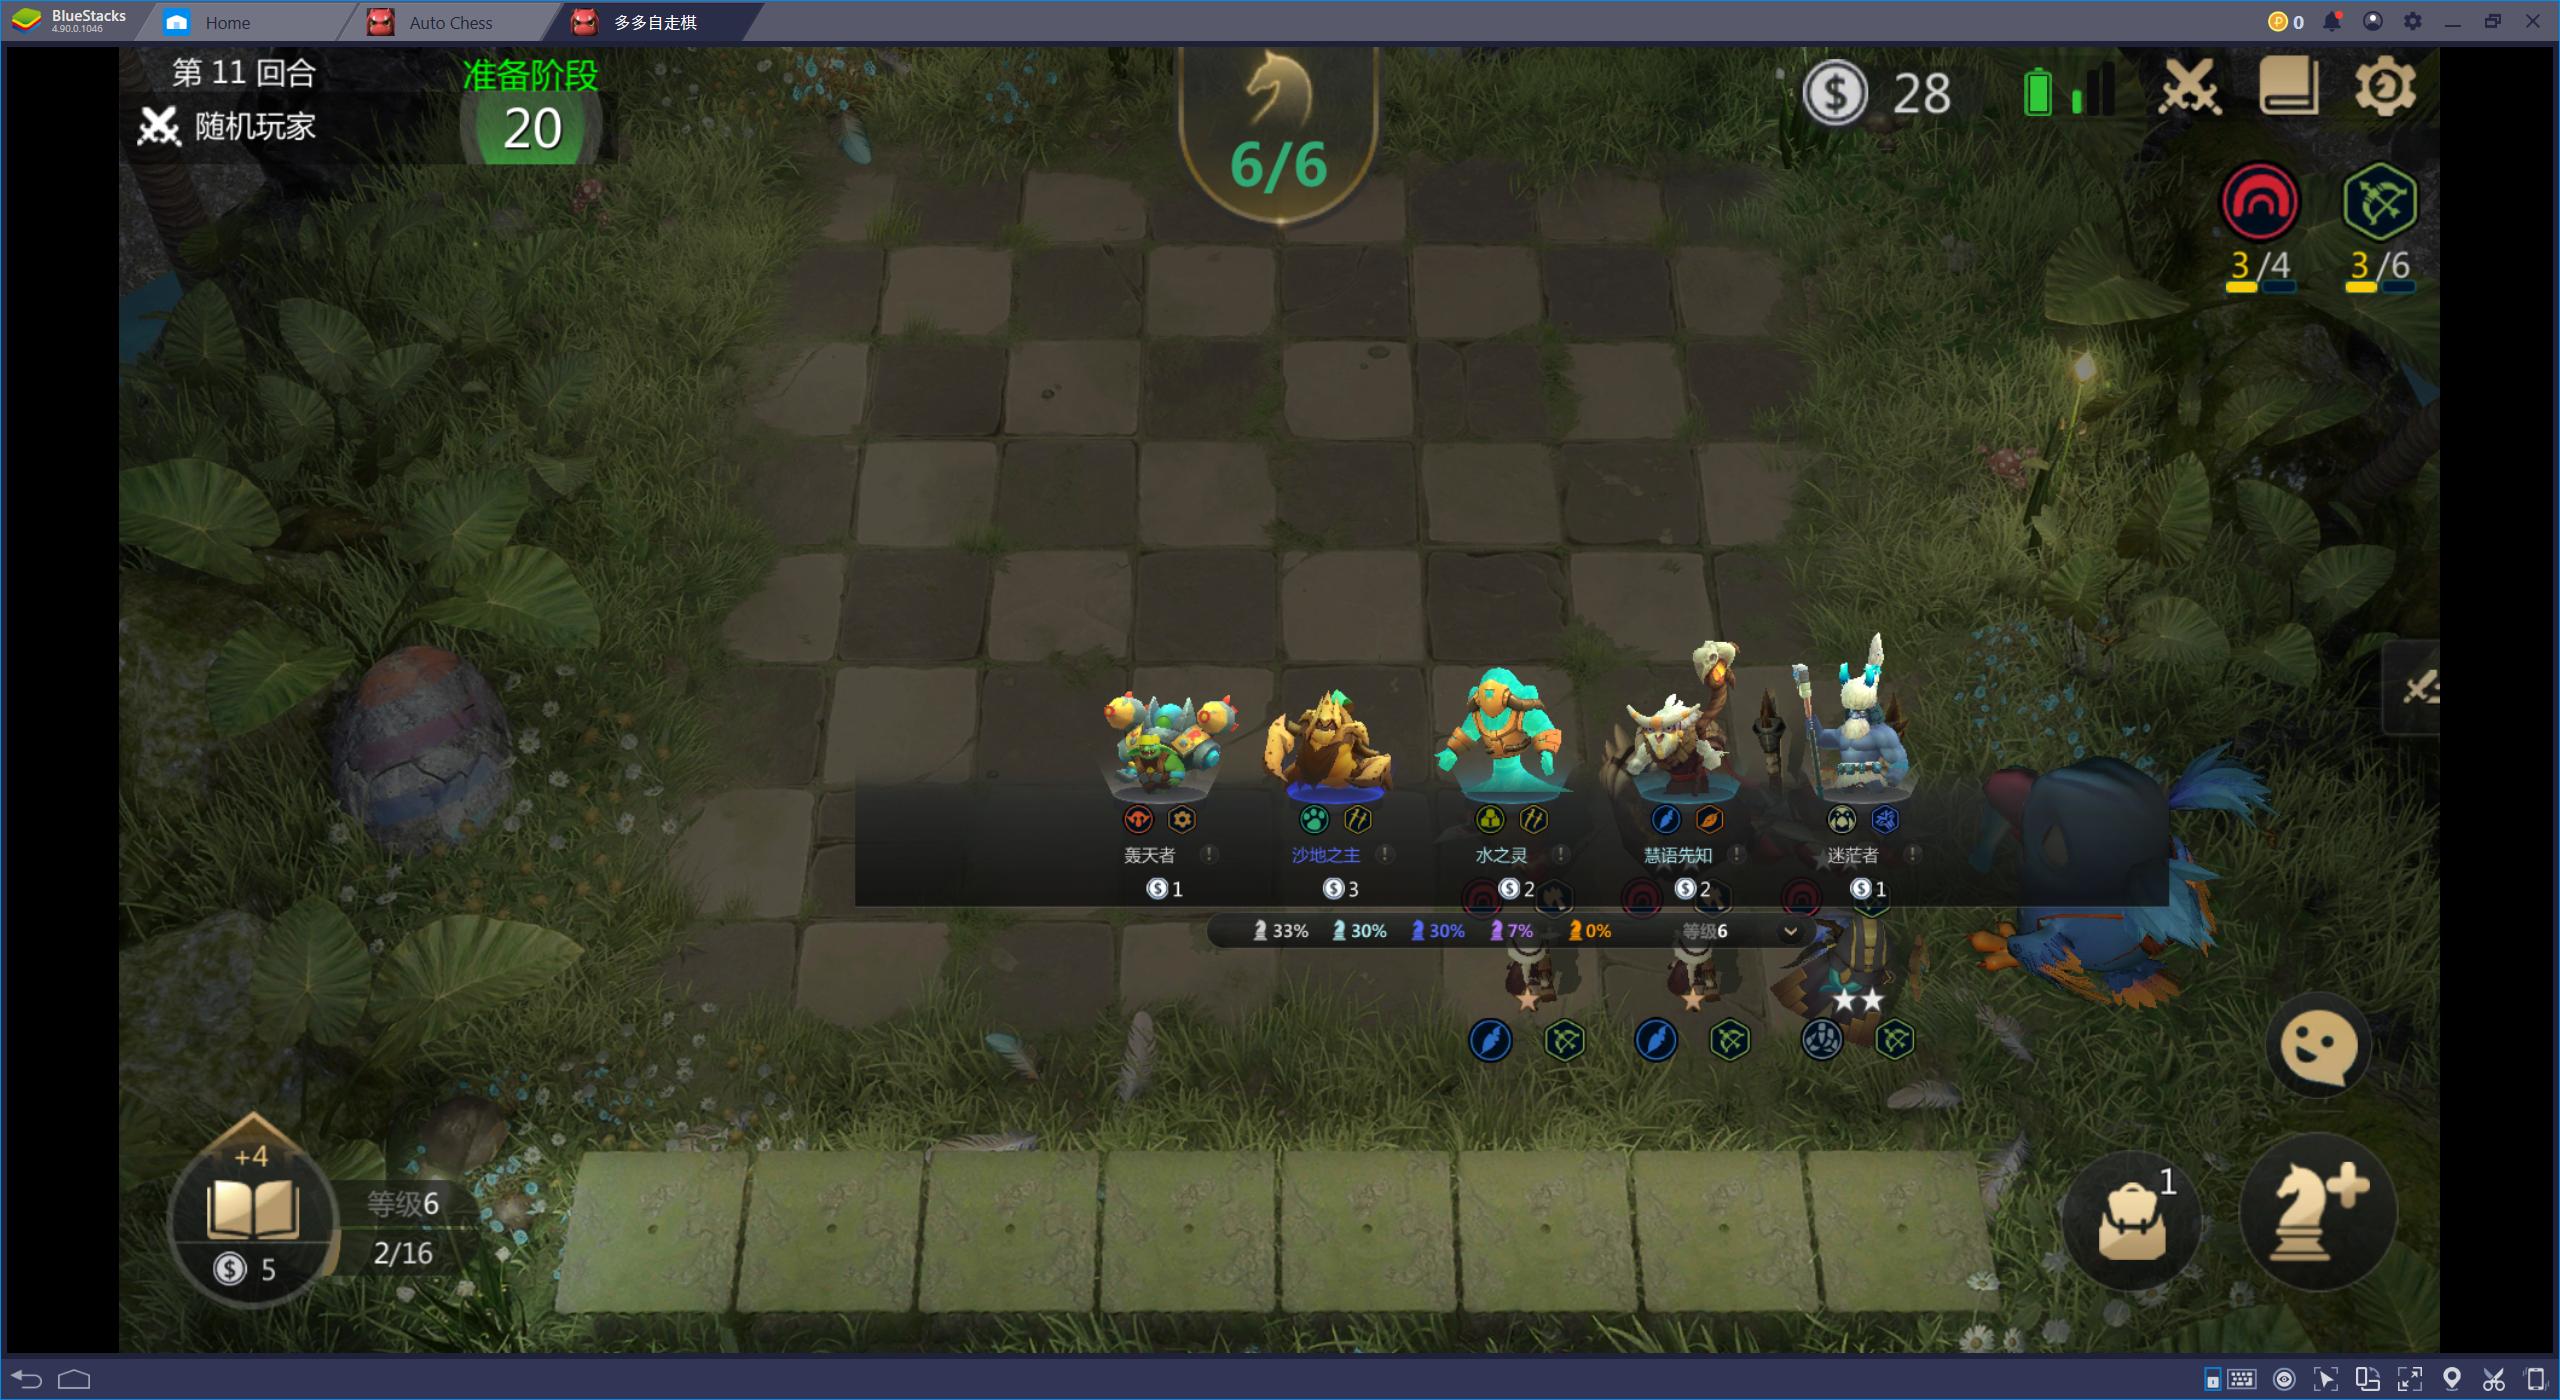 BlueStacks
4.90.0.1046
Home
Auto Chess
多多自走棋
0
第 11 回合
准备阶段
随机玩家
20
6/6
28
3/4
3/6
轰天者
沙地之主
水之灵
慧语先知
迷茫者
1
3
2
2
1
33%
30%
30%
7%
0%
等级6
+4
等级6
5
2/16
1